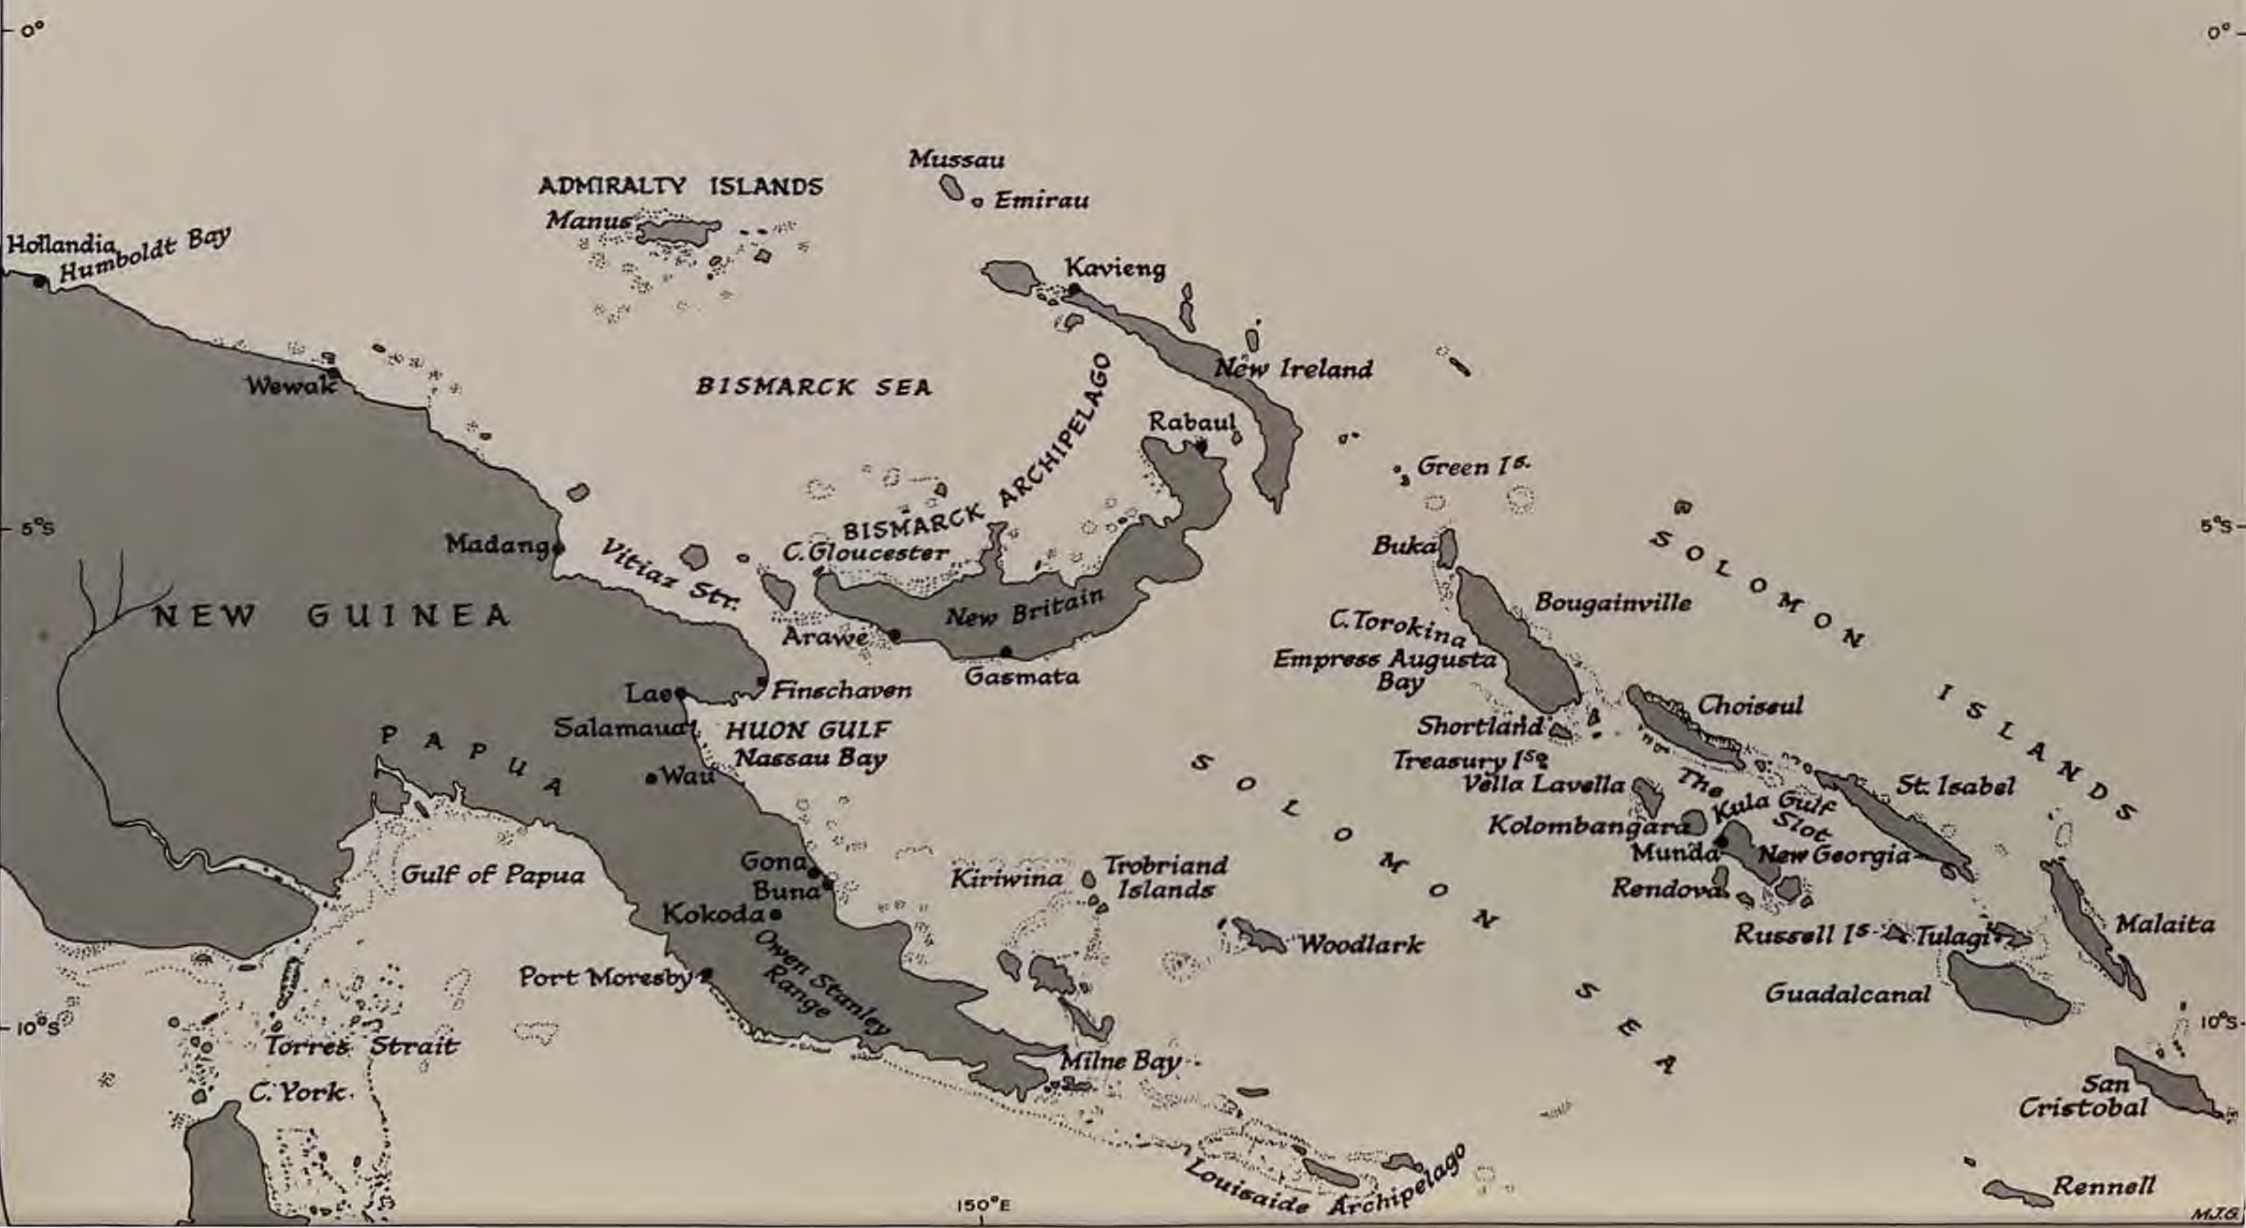 0°
0°
Mussau
Emirau
ADMIRALTY ISLANDS
Manus
Hollandia
Humboldt Bay
Kavieng
New Ireland
Wewak
BISMARCK SEA
BISMARCK ARCHIPELAGO
Rabaul
Green Is.
5°S
5°S
Madang
Vitiaz Str.
C. Gloucester
Buka
SOLOMON ISLANDS
NEW GUINEA
New Britain
Bougainville
Arawe
C. Torokina
Empress Augusta
Bay
Gasmata
Lae
Finschaven
Choiseul
Salamaua
HUON GULF
Nassau Bay
Shortland
Treasury Is
PAPUA
Wau
SOLOMON SEA
Vella Lavella
The Slot
St. Isabel
Kula Gulf
Kolombangara
Munda
New Georgia
Gulf of Papua
Gona
Buna
Kokoda
Kiriwina
Trobriand
Islands
Rendova
Owen Stanley
Range
Woodlark
Russell Is
Tulagi
Malaita
Port Moresby
Guadalcanal
10°S
10°S
Torres Strait
Milne Bay
C. York
San
Cristobal
Louisaide Archipelago
Rennell
150°E
M.J.G.